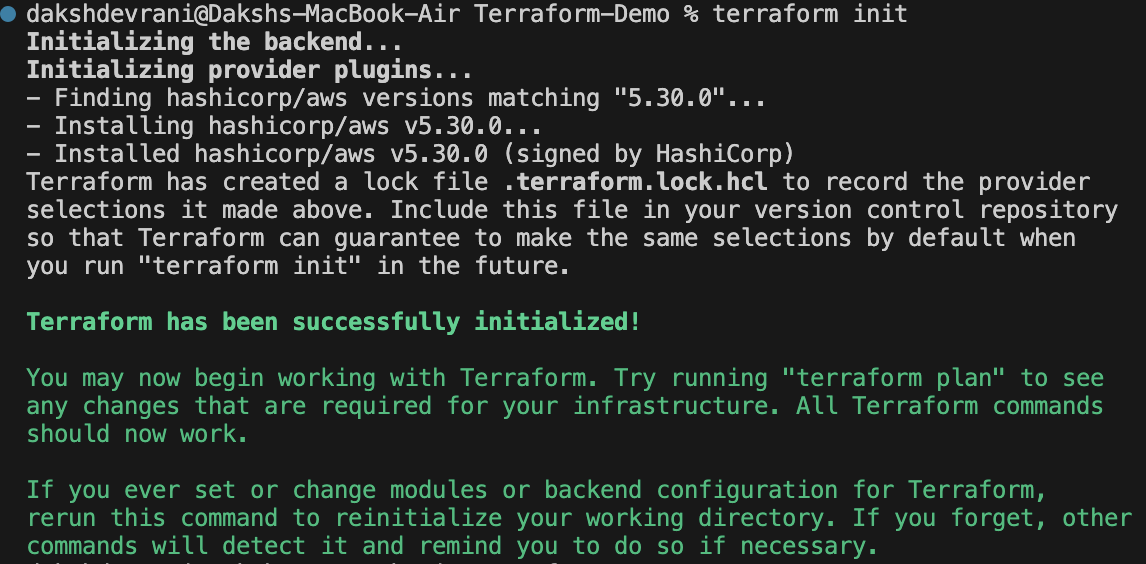 dakshdevrani@Dakshs-MacBook-Air Terraform-Demo % terraform init
Initializing the backend...
Initializing provider plugins...
- Finding hashicorp/aws versions matching "5.30.0"...
- Installing hashicorp/aws v5.30.0...
- Installed hashicorp/aws v5.30.0 (signed by HashiCorp)
Terraform has created a lock file .terraform.lock.hcl to record the provider
selections it made above. Include this file in your version control repository
so that Terraform can guarantee to make the same selections by default when
you run "terraform init" in the future.
Terraform has been successfully initialized!
You may now begin working with Terraform. Try running "terraform plan" to see
any changes that are required for your infrastructure. All Terraform commands
should now work.
If you ever set or change modules or backend configuration for Terraform,
rerun this command to reinitialize your working directory. If you forget, other
commands will detect it and remind you to do so if necessary.